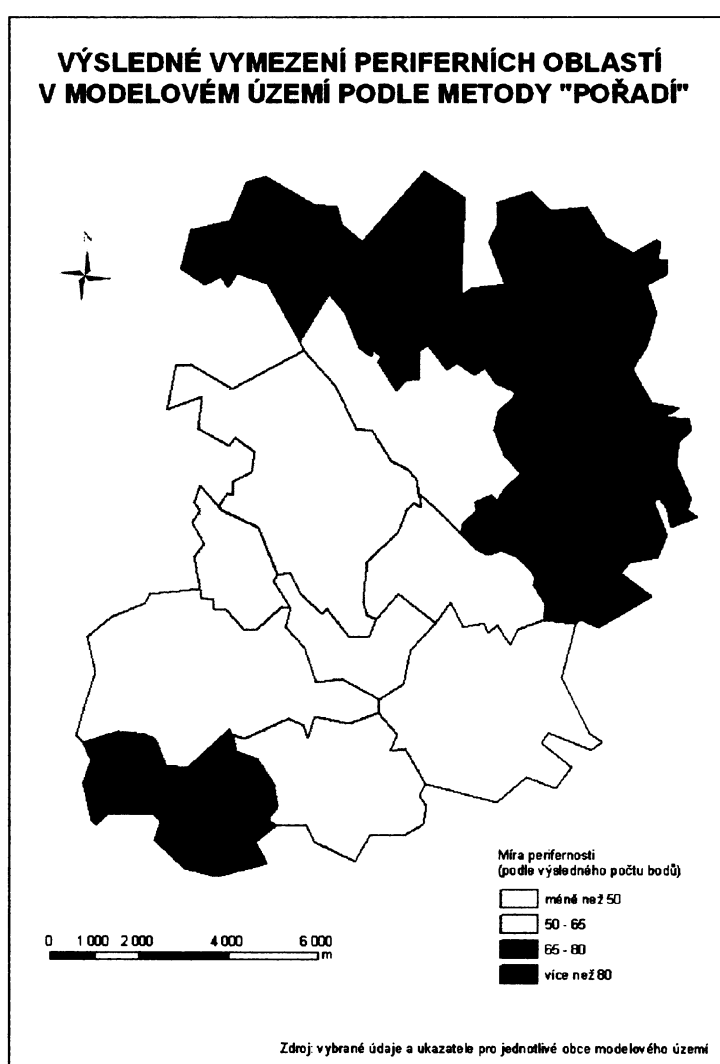 VÝSLEDNÉ VYMEZENÍ PERIFERNÍCH OBLASTÍ
V MODELOVÉM ÚZEMÍ PODLE METODY "POŘADÍ"
N
Míra perifernosti
(podle výsledného počtu bodů)
méně než 50
50 - 65
65 - 80
více než 80
0 1 000 2 000 4 000 6 000
m
Zdroj: vybrané údaje a ukazatele pro jednotlivé obce modelového území